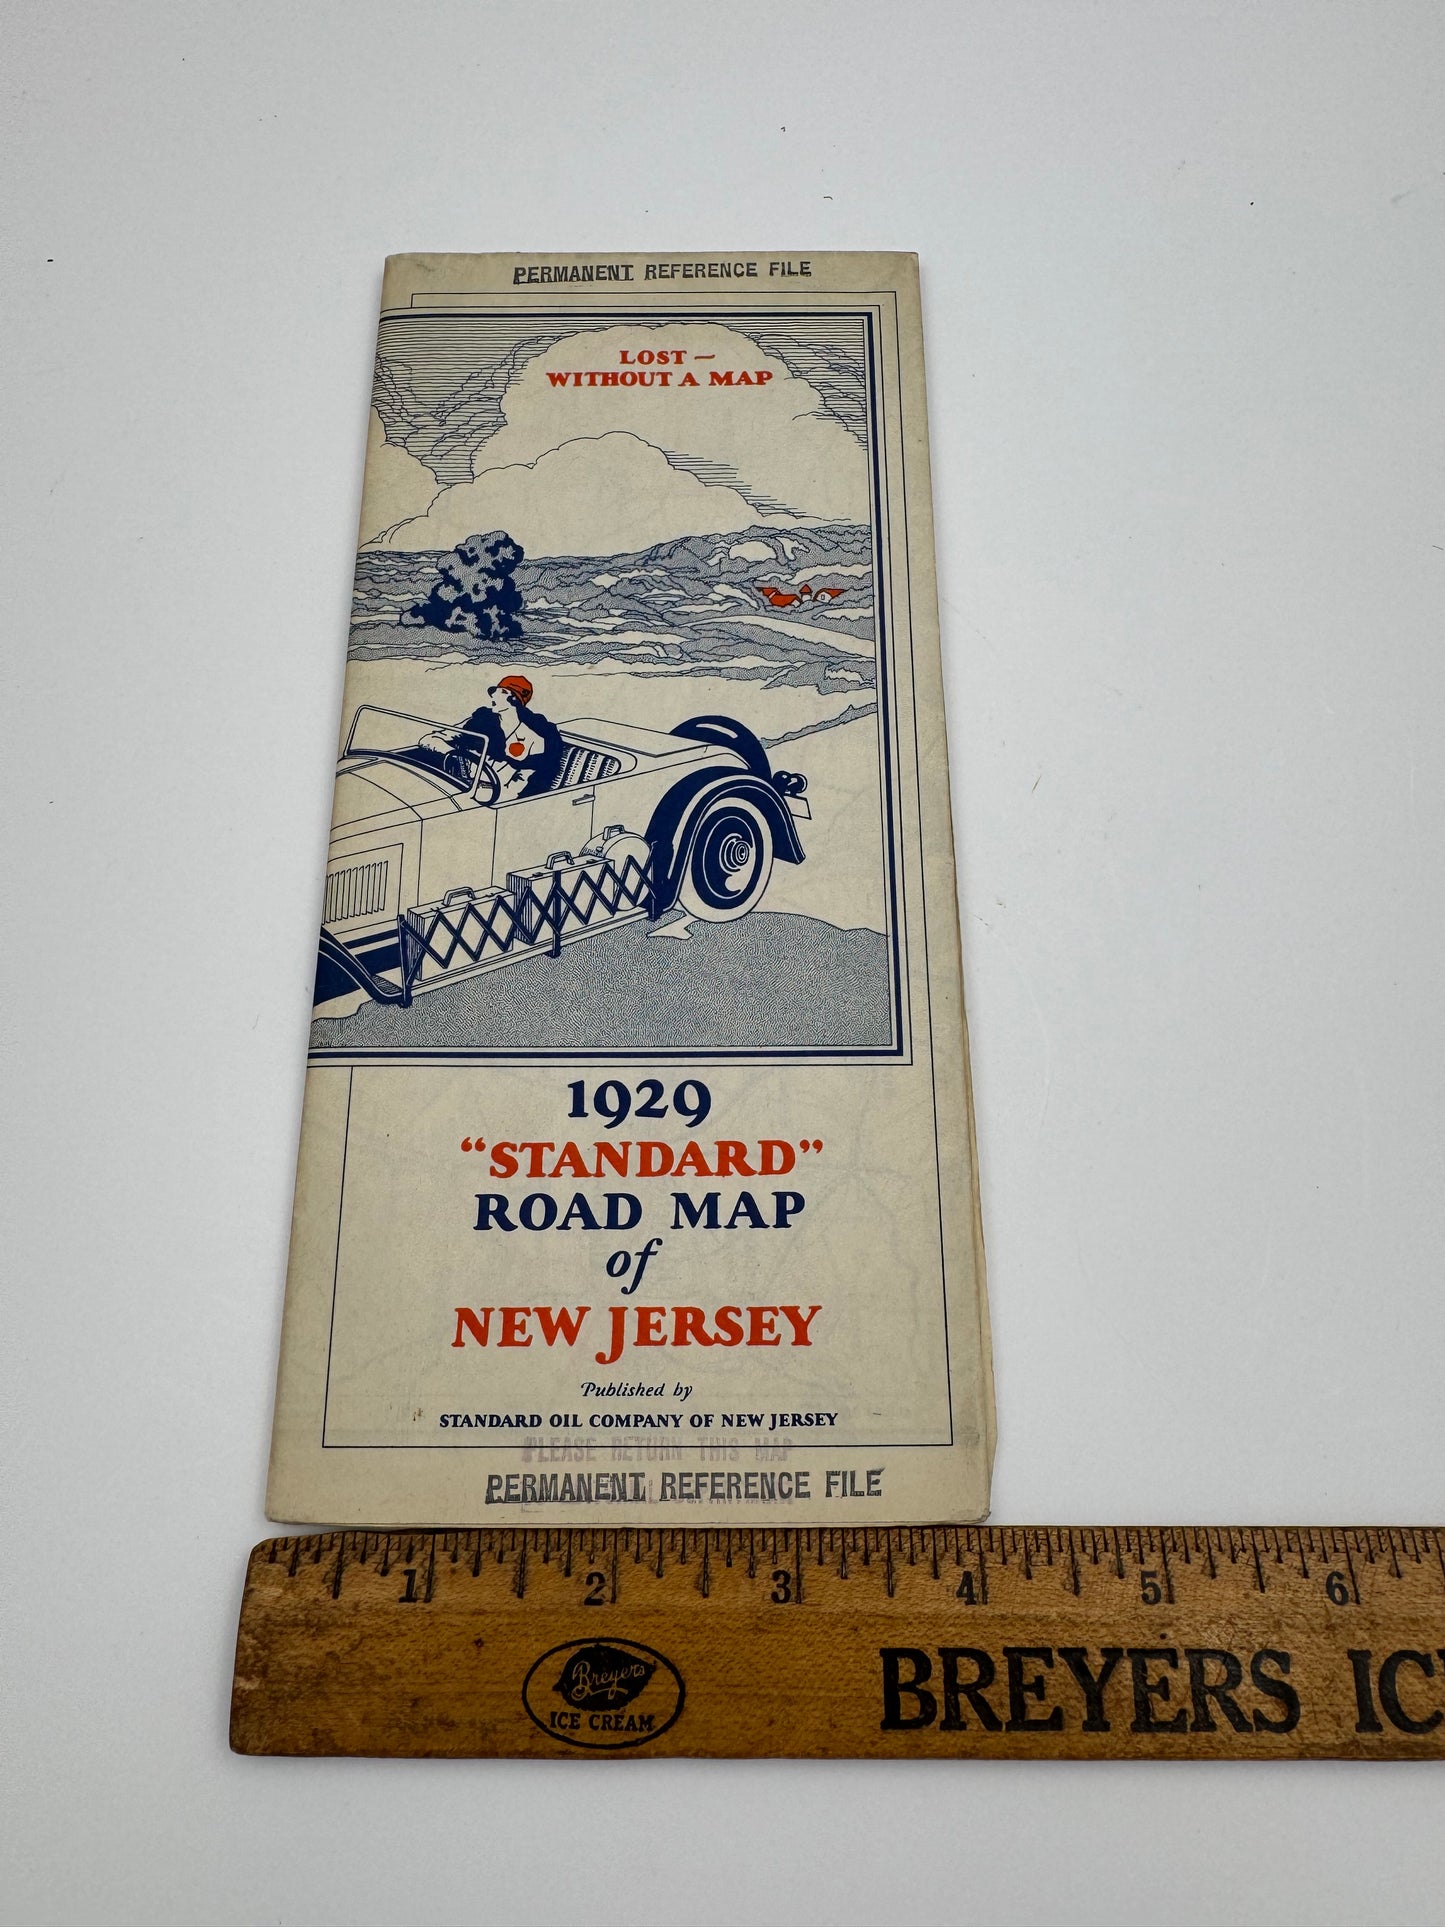 PERMANENT REFERENCE FILE
LOST —
WITHOUT A MAP
1929
“STANDARD”
ROAD MAP
of
NEW JERSEY
Published by
STANDARD OIL COMPANY OF NEW JERSEY
PLEASE RETURN THIS MAP
PERMANENT REFERENCE FILE
1 2 3 4 5 6
Breyers
ICE CREAM
BREYERS IC